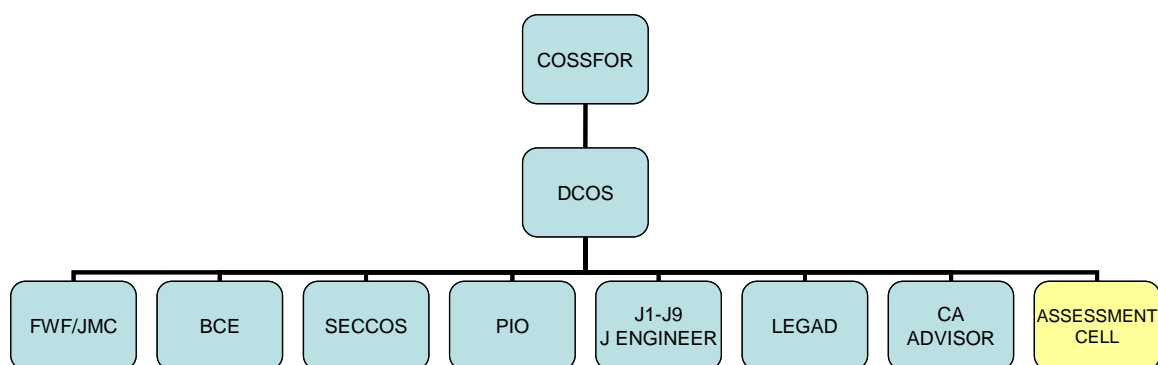 COSSFOR
DCOS
FWF/JMC
BCE
SECCOS
PIO
J1-J9
J ENGINEER
LEGAD
CA
ADVISOR
ASSESSMENT
CELL